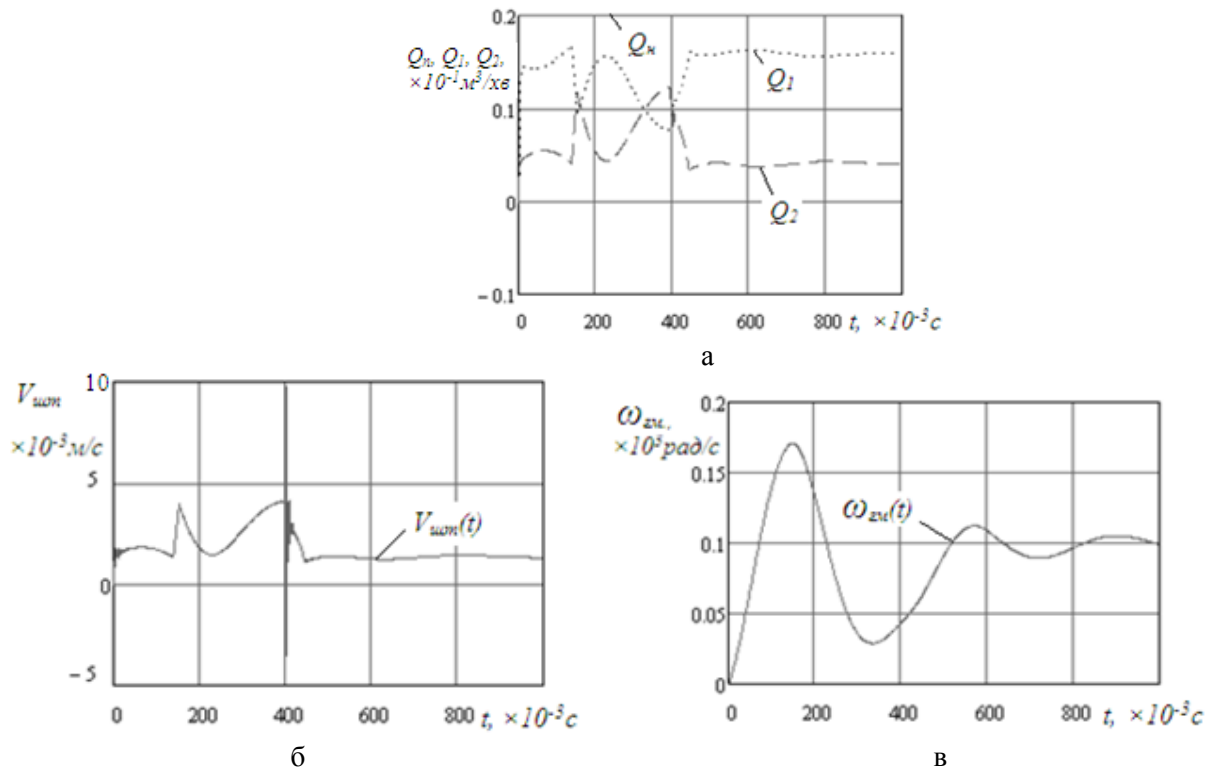 0.2
Qн
Qп, Q1, Q2,
×10⁻¹м³/хв
Q1
0.1
0
Q2
– 0.1
0 200 400 600 800 t, ×10⁻³с
а
Vшт
10
×10⁻³м/с
5
Vшт(t)
0
– 5
0 200 400 600 800 t, ×10⁻³с
б
0.2
ωгм.,
×10³рад/с
0.15
ωгм(t)
0.1
0.05
0
0 200 400 600 800 t, ×10⁻³с
в